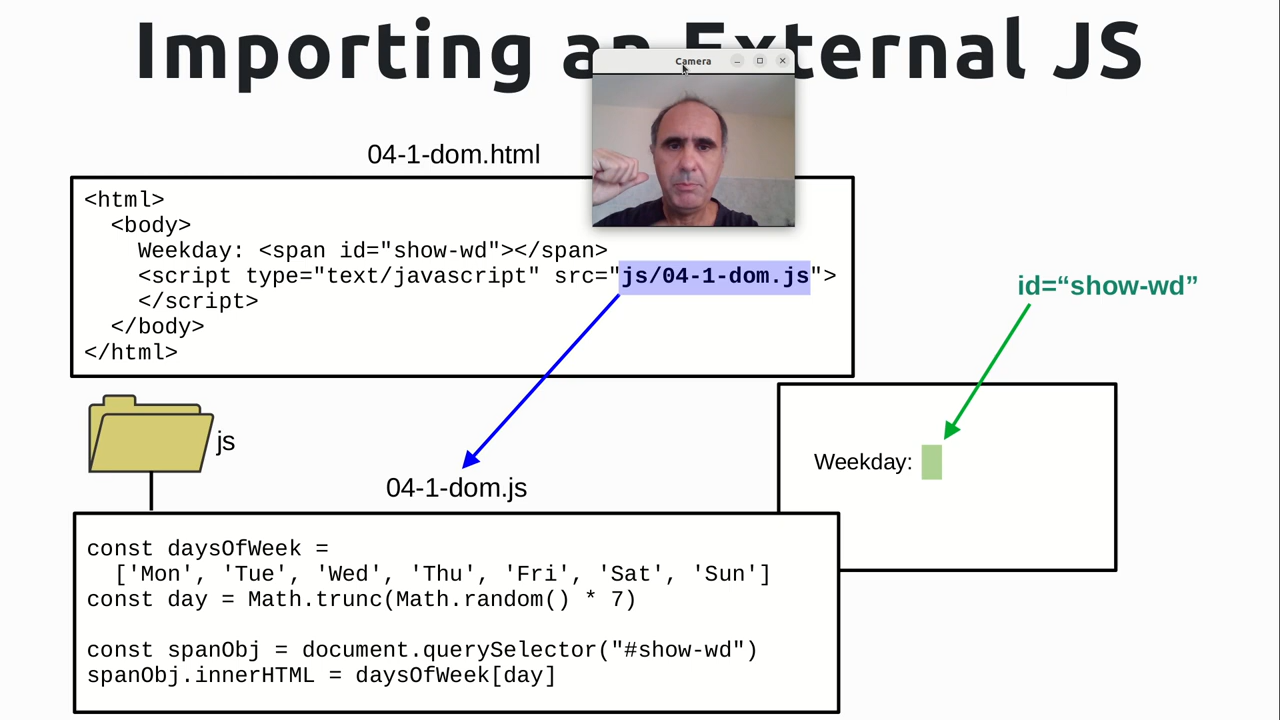 Importing an External JS
Camera
04-1-dom.html
<html>
<body>
Weekday: <span id="show-wd"></span>
<script type="text/javascript" src="js/04-1-dom.js">
</script>
</body>
</html>
id=“show-wd”
js
Weekday:
04-1-dom.js
const daysOfWeek =
['Mon', 'Tue', 'Wed', 'Thu', 'Fri', 'Sat', 'Sun']
const day = Math.trunc(Math.random() * 7)
const spanObj = document.querySelector("#show-wd")
spanObj.innerHTML = daysOfWeek[day]